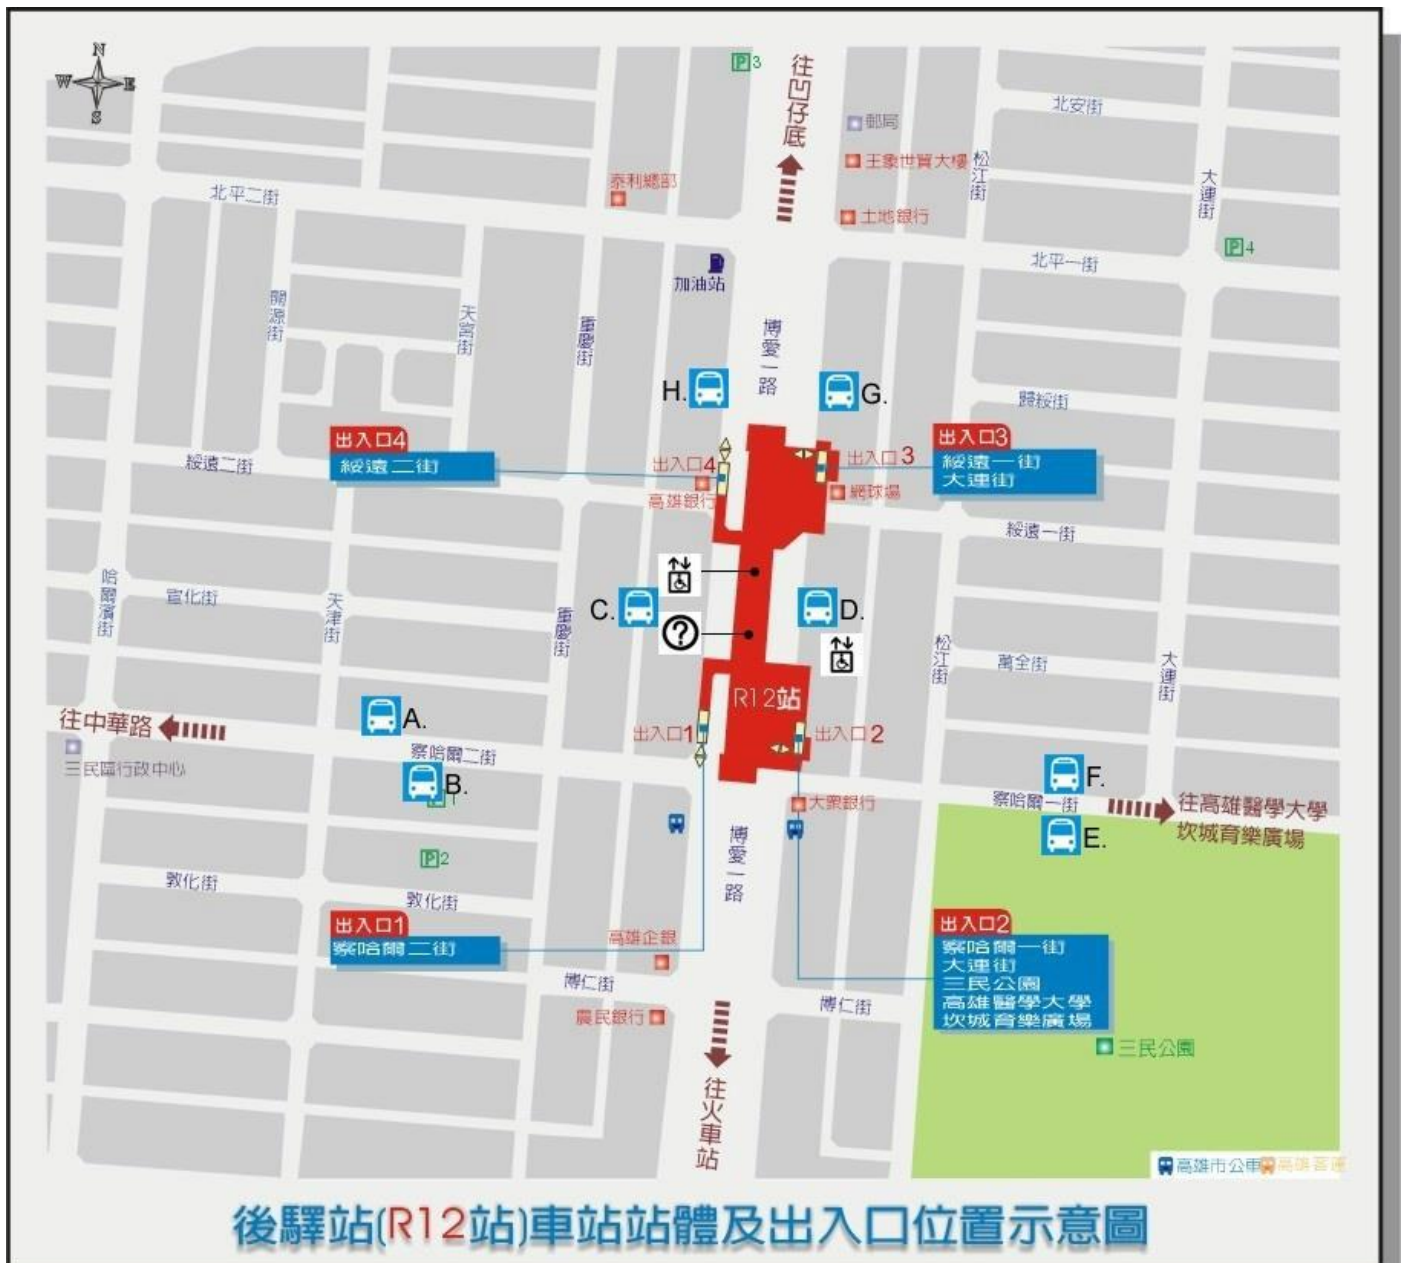 N
W E
S
P3
往凹仔底
郵局
王象世貿大樓
土地銀行
北安街
松江街
大連街
P4
泰利總部
北平二街
北平一街
加油站
開源街
天宮街
重慶街
博愛一路
H.
G.
歸綏街
出入口4
綏遠二街
綏遠二街
出入口4
高雄銀行
出入口3
網球場
出入口3
綏遠一街
大連街
綏遠一街
哈爾濱街
宣化街
天津街
重慶街
C.
?
D.
松江街
萬全街
大連街
R12站
往中華路
三民區行政中心
A.
察哈爾二街
B.
出入口1
出入口2
大眾銀行
F.
察哈爾一街
E.
往高雄醫學大學
坎城育樂廣場
P2
敦化街
敦化街
博愛一路
出入口1
察哈爾二街
高雄企銀
博仁街
農民銀行
博仁街
出入口2
察哈爾一街
大連街
三民公園
高雄醫學大學
坎城育樂廣場
三民公園
往火車站
高雄市公車 高雄客運
後驛站(R12站)車站站體及出入口位置示意圖